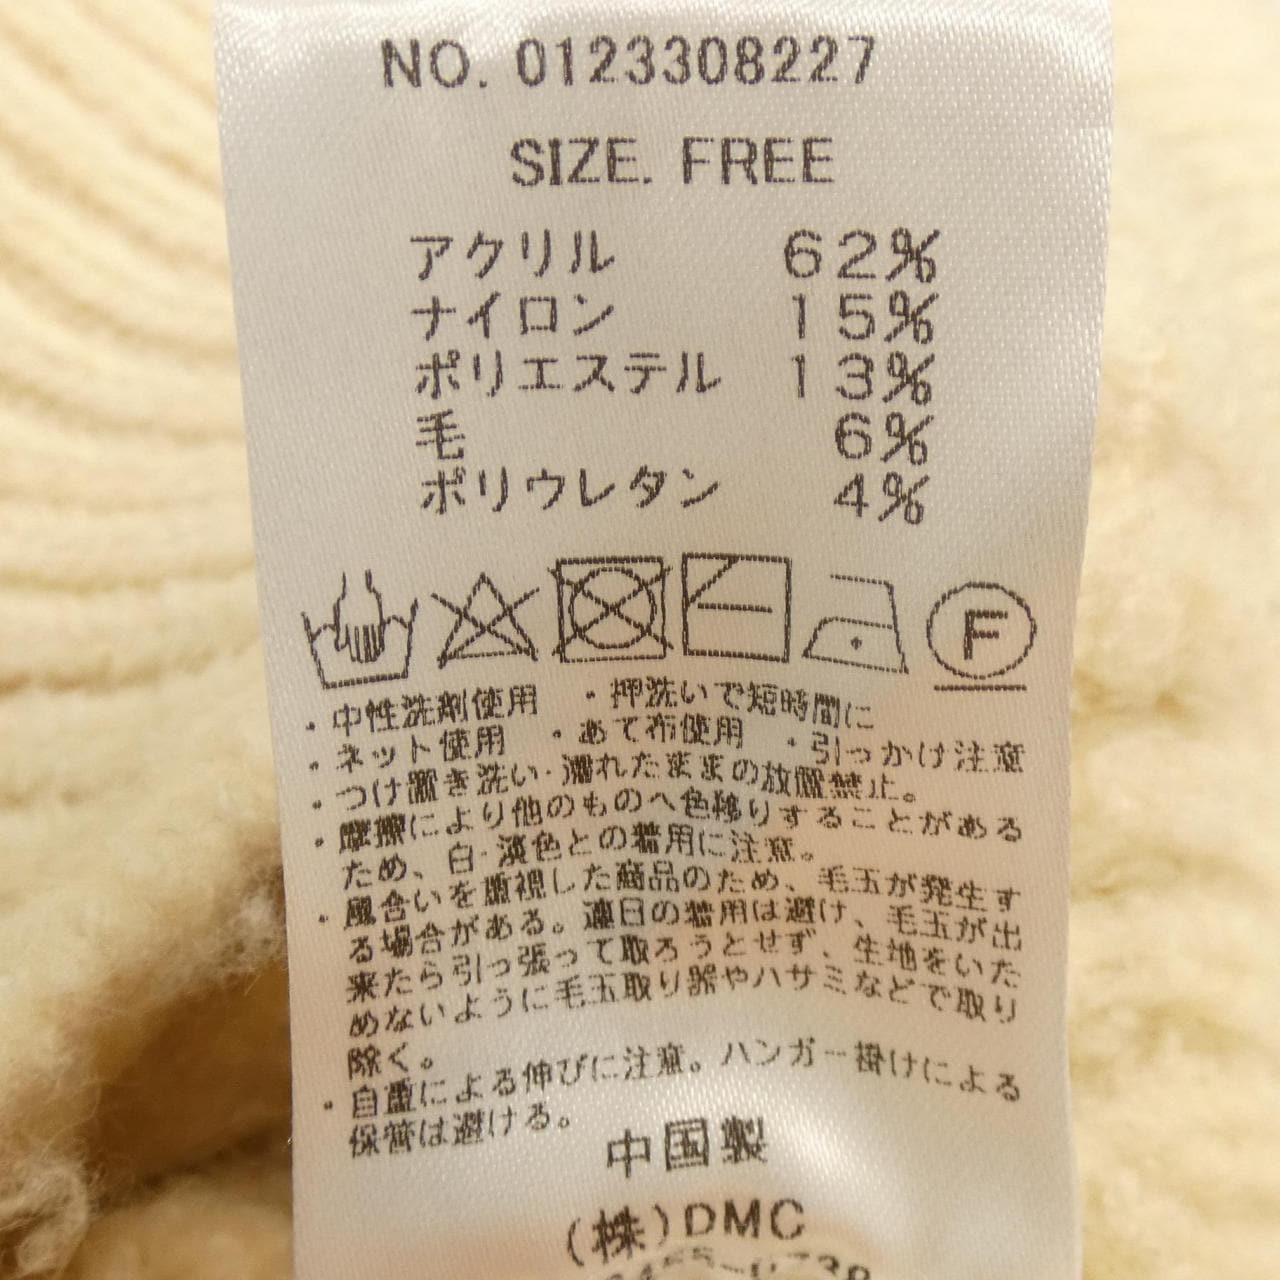 NO. 0123308227
SIZE. FREE
アクリル 62%
ナイロン 15%
ポリエステル 13%
毛 6%
ポリウレタン 4%
F
・中性洗剤使用 ・押洗いで短時間に
・ネット使用 ・あて布使用 ・引っかけ注意
・つけ置き洗い・濡れたままの放置禁止。
・摩擦により他のものへ色移りすることがある
ため、白・淡色との着用に注意。
・風合いを重視した商品のため、毛玉が発生す
る場合がある。連日の着用は避け、毛玉が出
来たら引っ張って取ろうとせず、生地をいた
めないように毛玉取り器やハサミなどで取り
除く。
・自重による伸びに注意。ハンガー掛けによる
保管は避ける。
中国製
(株)DMC